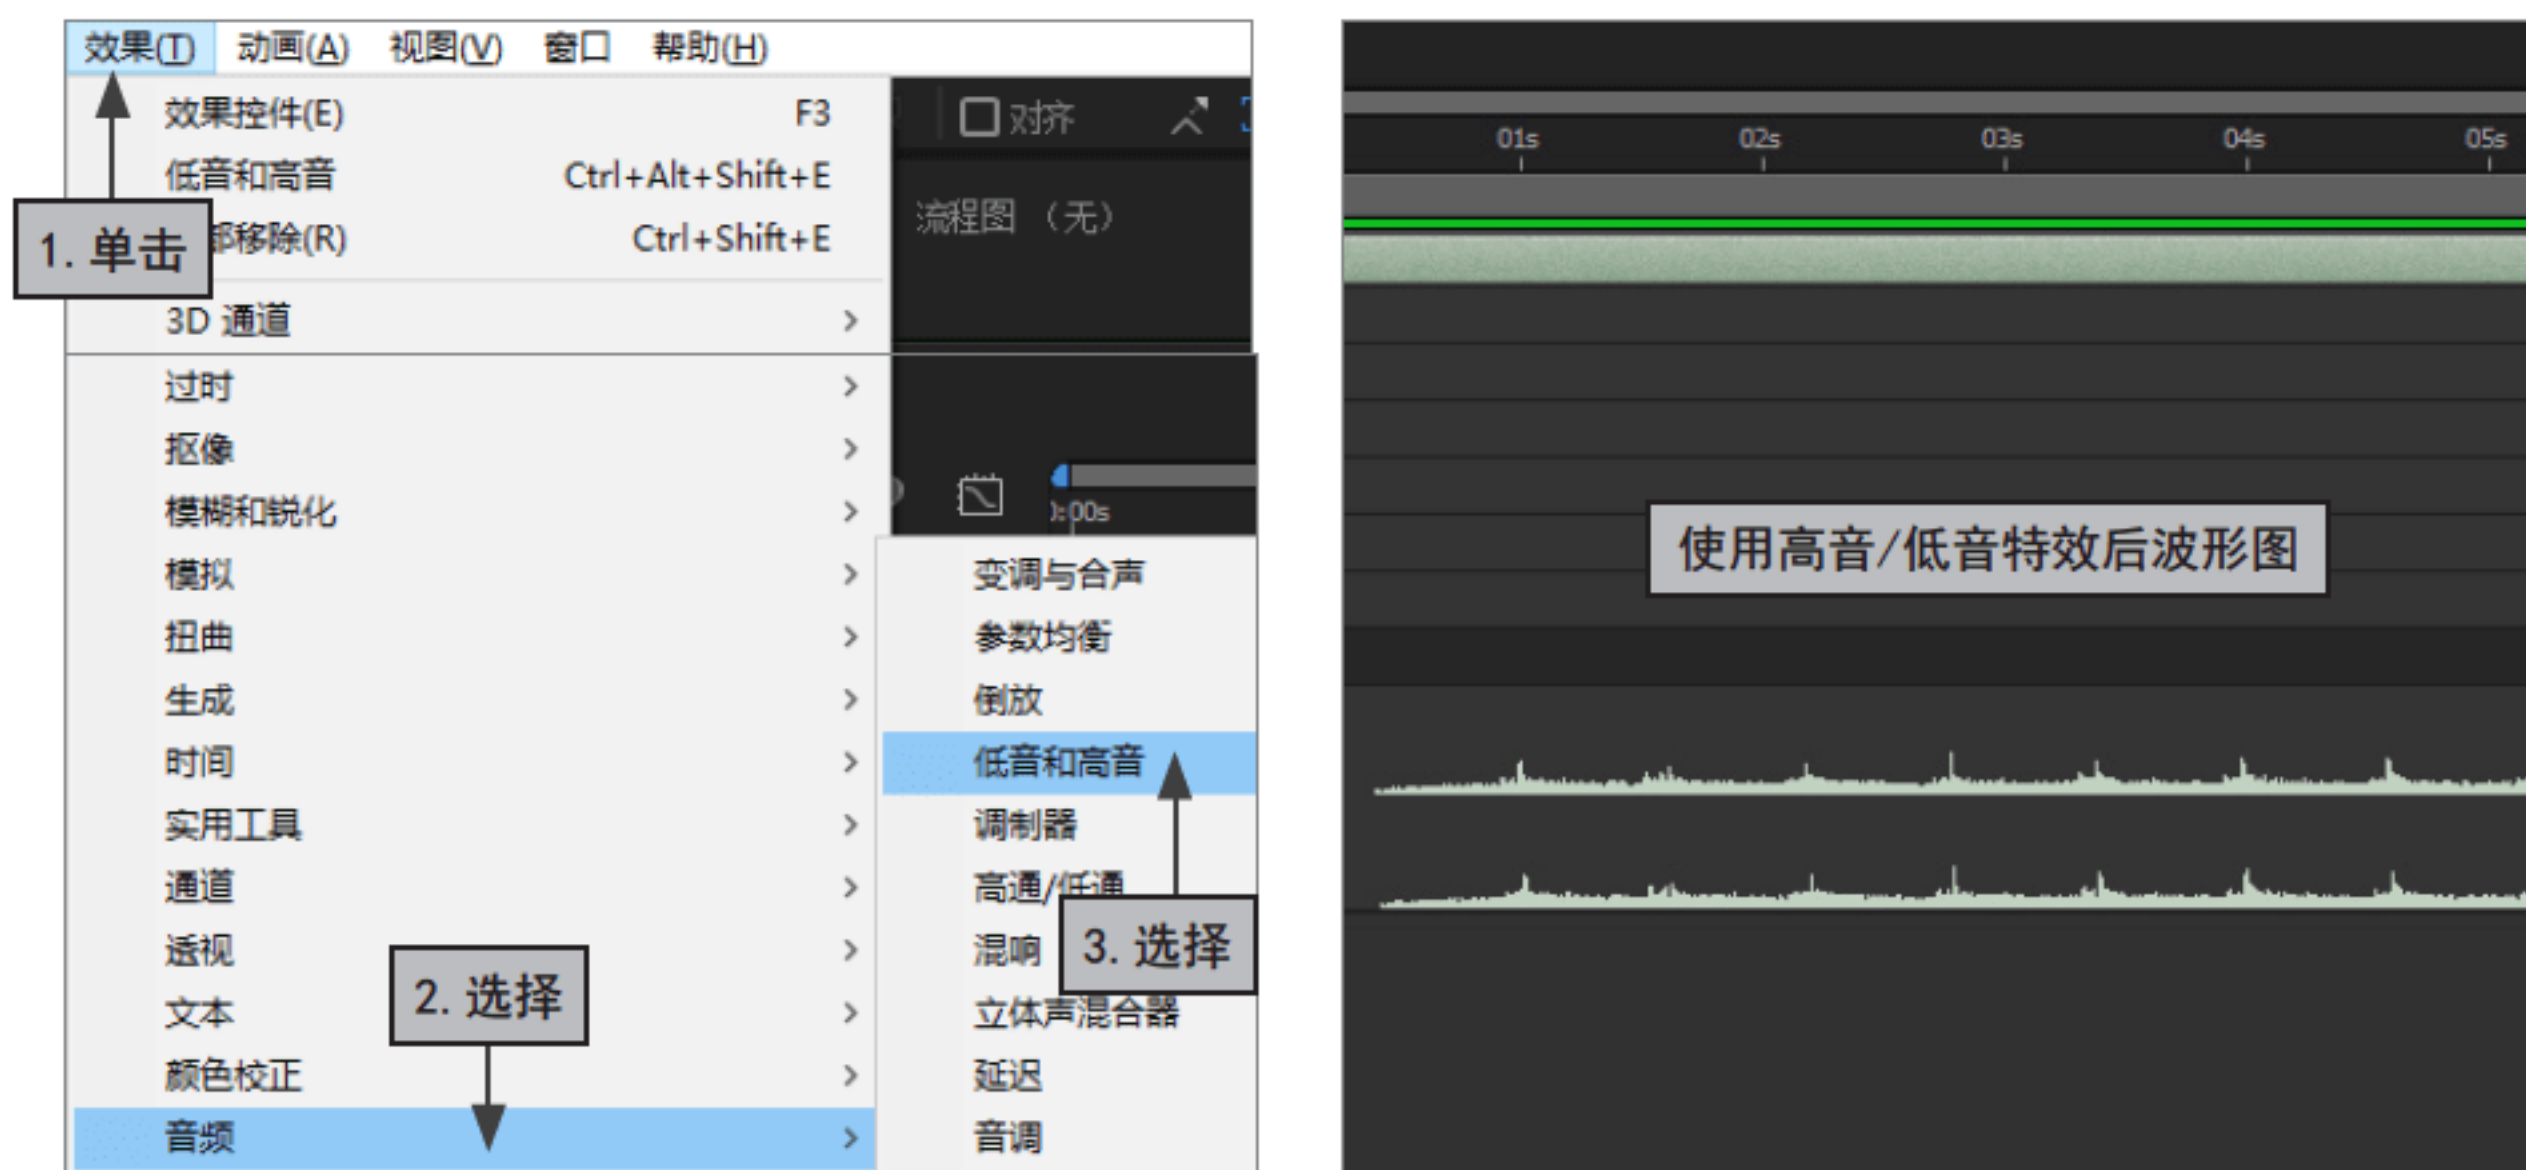 效果(T) 动画(A) 视图(V) 窗口 帮助(H)
效果控件(E) F3
低音和高音 Ctrl+Alt+Shift+E
部移除(R) Ctrl+Shift+E
1. 单击
3D 通道
过时
抠像
模糊和锐化
模拟
扭曲
生成
时间
实用工具
通道
透视
文本
颜色校正
音频
2. 选择
对齐
流程图 （无）
0:00s
变调与合声
参数均衡
倒放
低音和高音
调制器
高通/低通
混响
3. 选择
立体声混合器
延迟
音调
01s 02s 03s 04s 05s
使用高音/低音特效后波形图